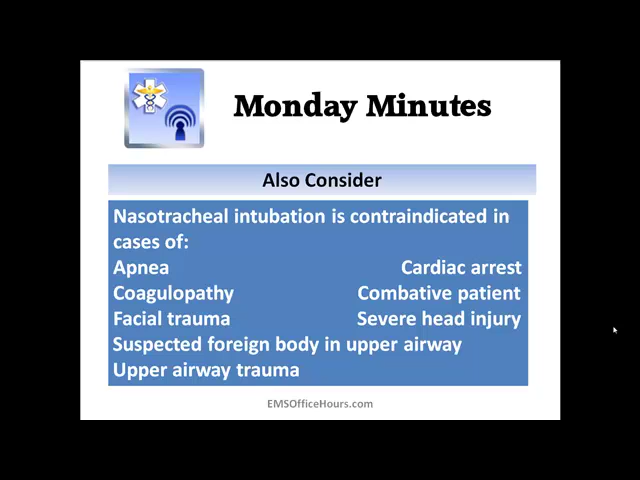 Monday Minutes
Also Consider
Nasotracheal intubation is contraindicated in
cases of:
Apnea Cardiac arrest
Coagulopathy Combative patient
Facial trauma Severe head injury
Suspected foreign body in upper airway
Upper airway trauma
EMSOfficeHours.com